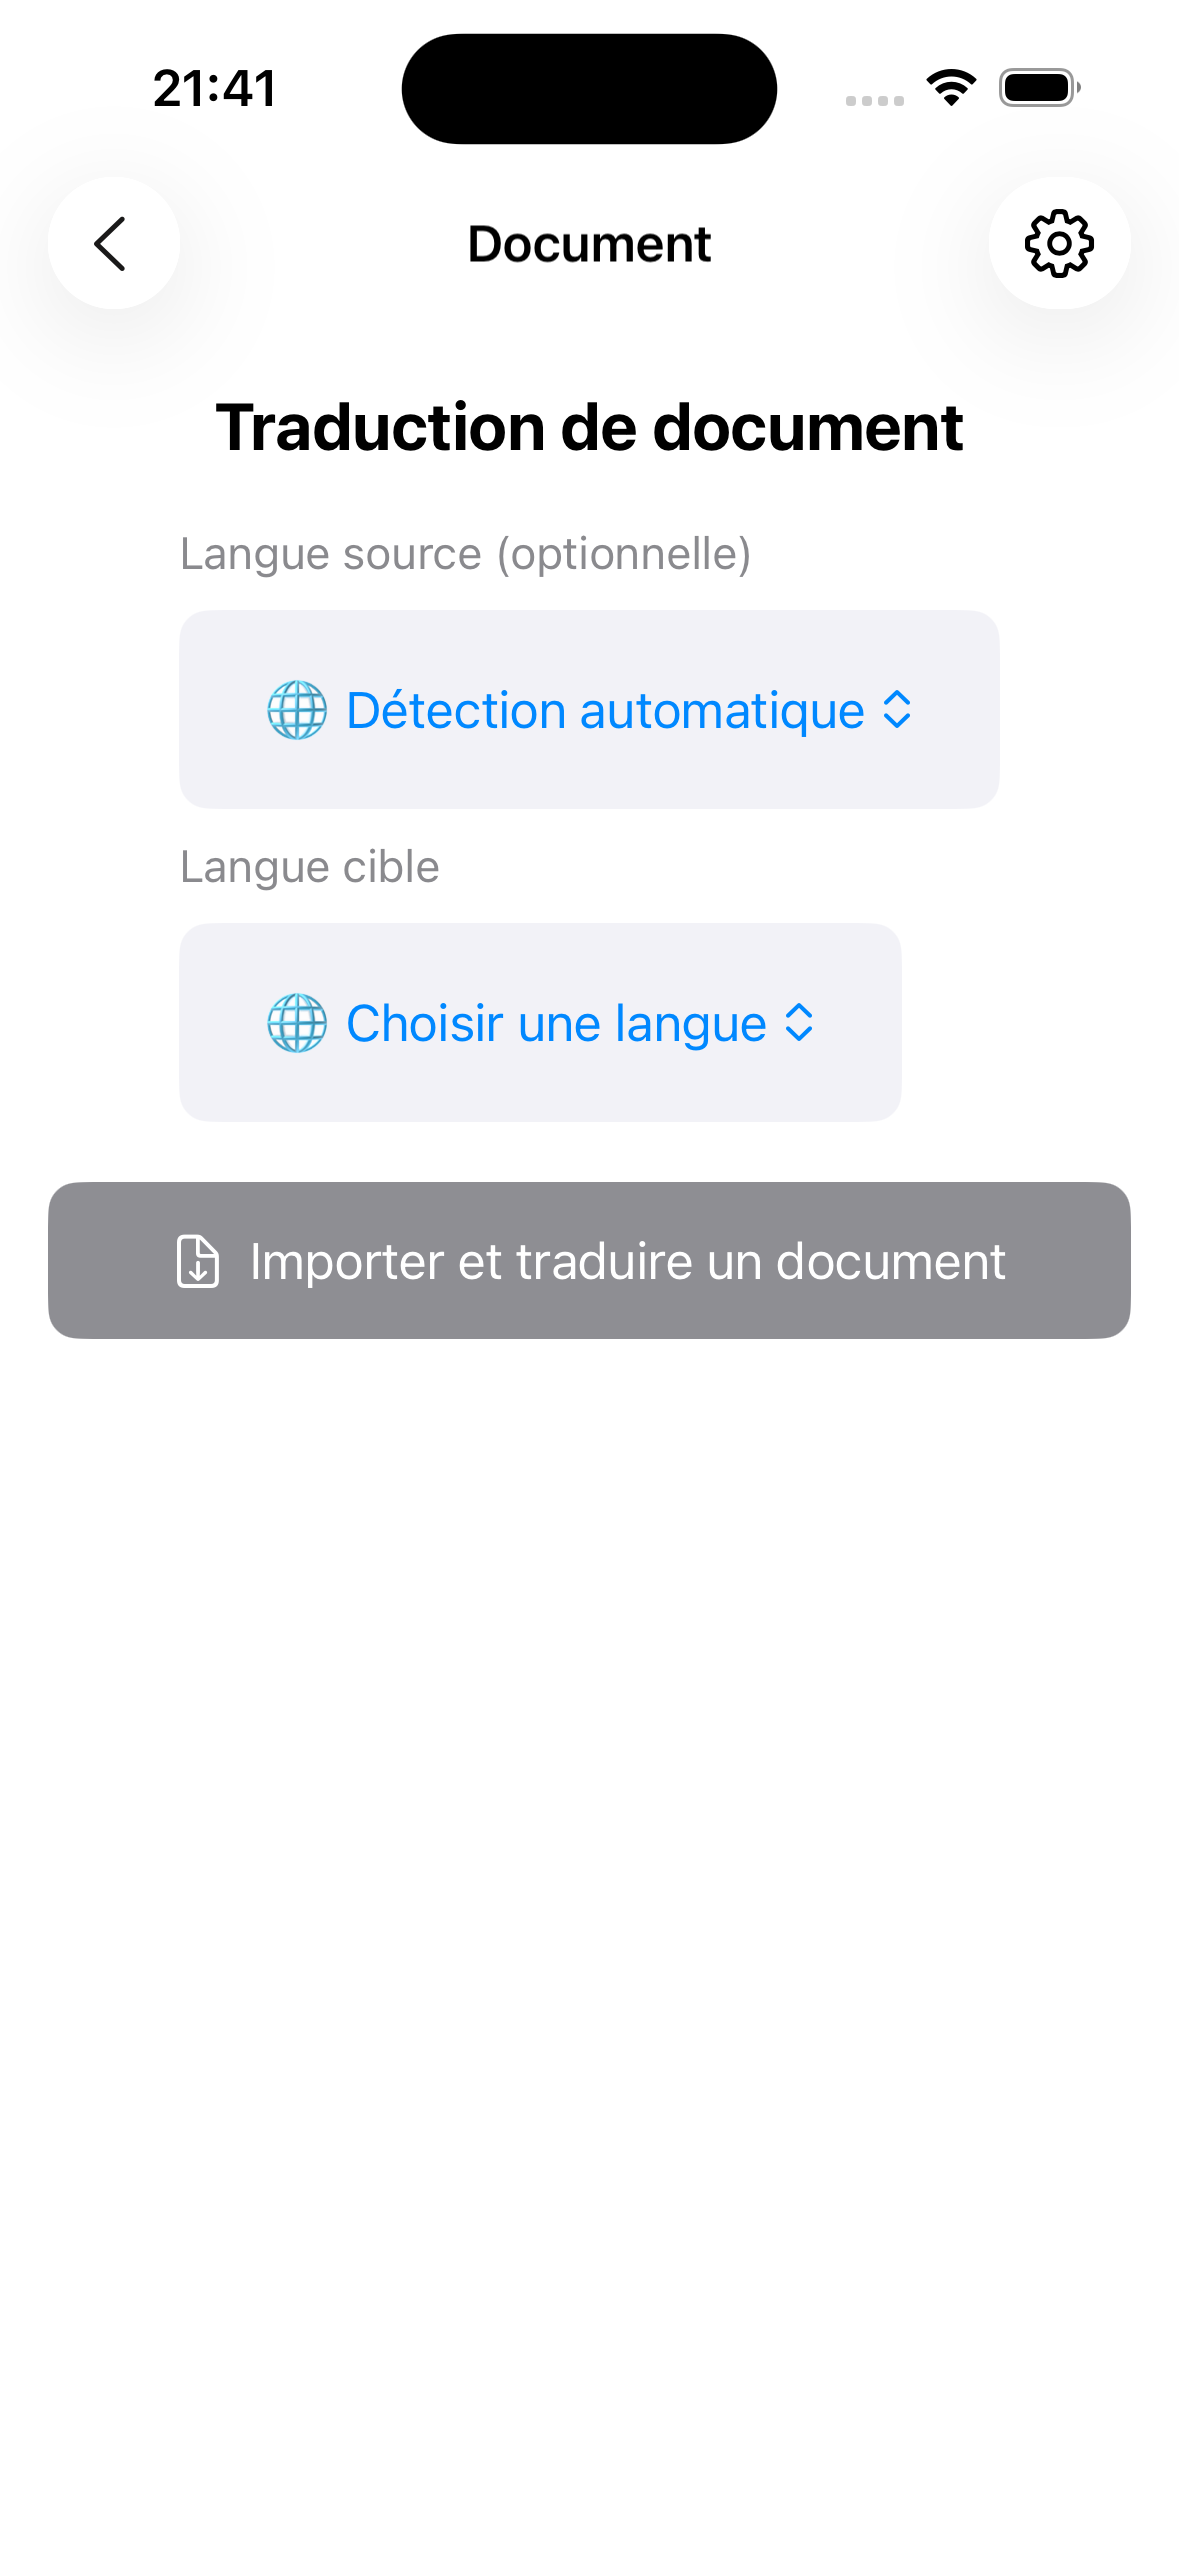 21:41
Document
Traduction de document
Langue source (optionnelle)
Détection automatique
Langue cible
Choisir une langue
Importer et traduire un document